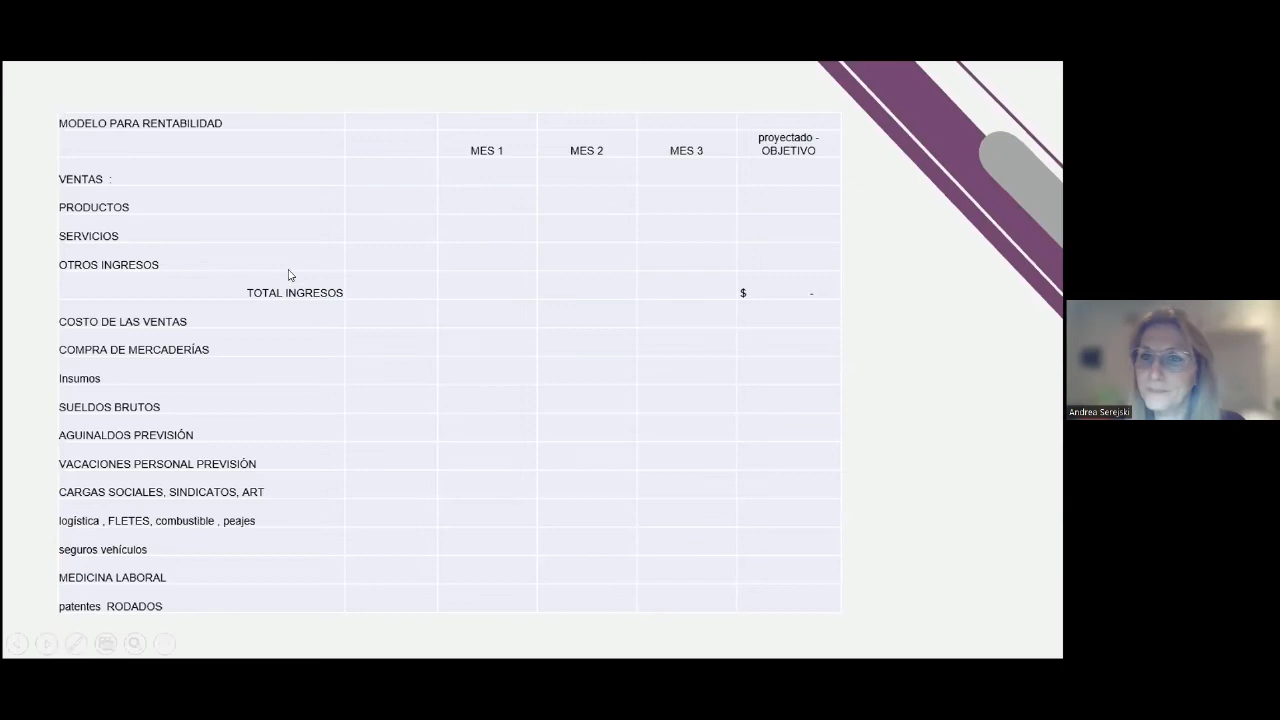 MODELO PARA RENTABILIDAD
proyectado -
MES 1 MES 2 MES 3 OBJETIVO
VENTAS :
PRODUCTOS
SERVICIOS
OTROS INGRESOS
TOTAL INGRESOS $ -
COSTO DE LAS VENTAS
COMPRA DE MERCADERÍAS
Insumos
SUELDOS BRUTOS
AGUINALDOS PREVISIÓN
VACACIONES PERSONAL PREVISIÓN
CARGAS SOCIALES, SINDICATOS, ART
logística , FLETES, combustible , peajes
seguros vehículos
MEDICINA LABORAL
patentes RODADOS
Andrea Serejski